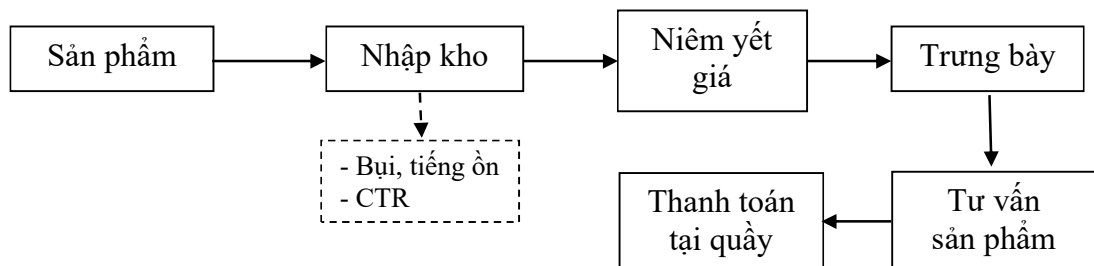 Sản phẩm
Nhập kho
Niêm yết
giá
Trưng bày
- Bụi, tiếng ồn
- CTR
Tư vấn
sản phẩm
Thanh toán
tại quầy